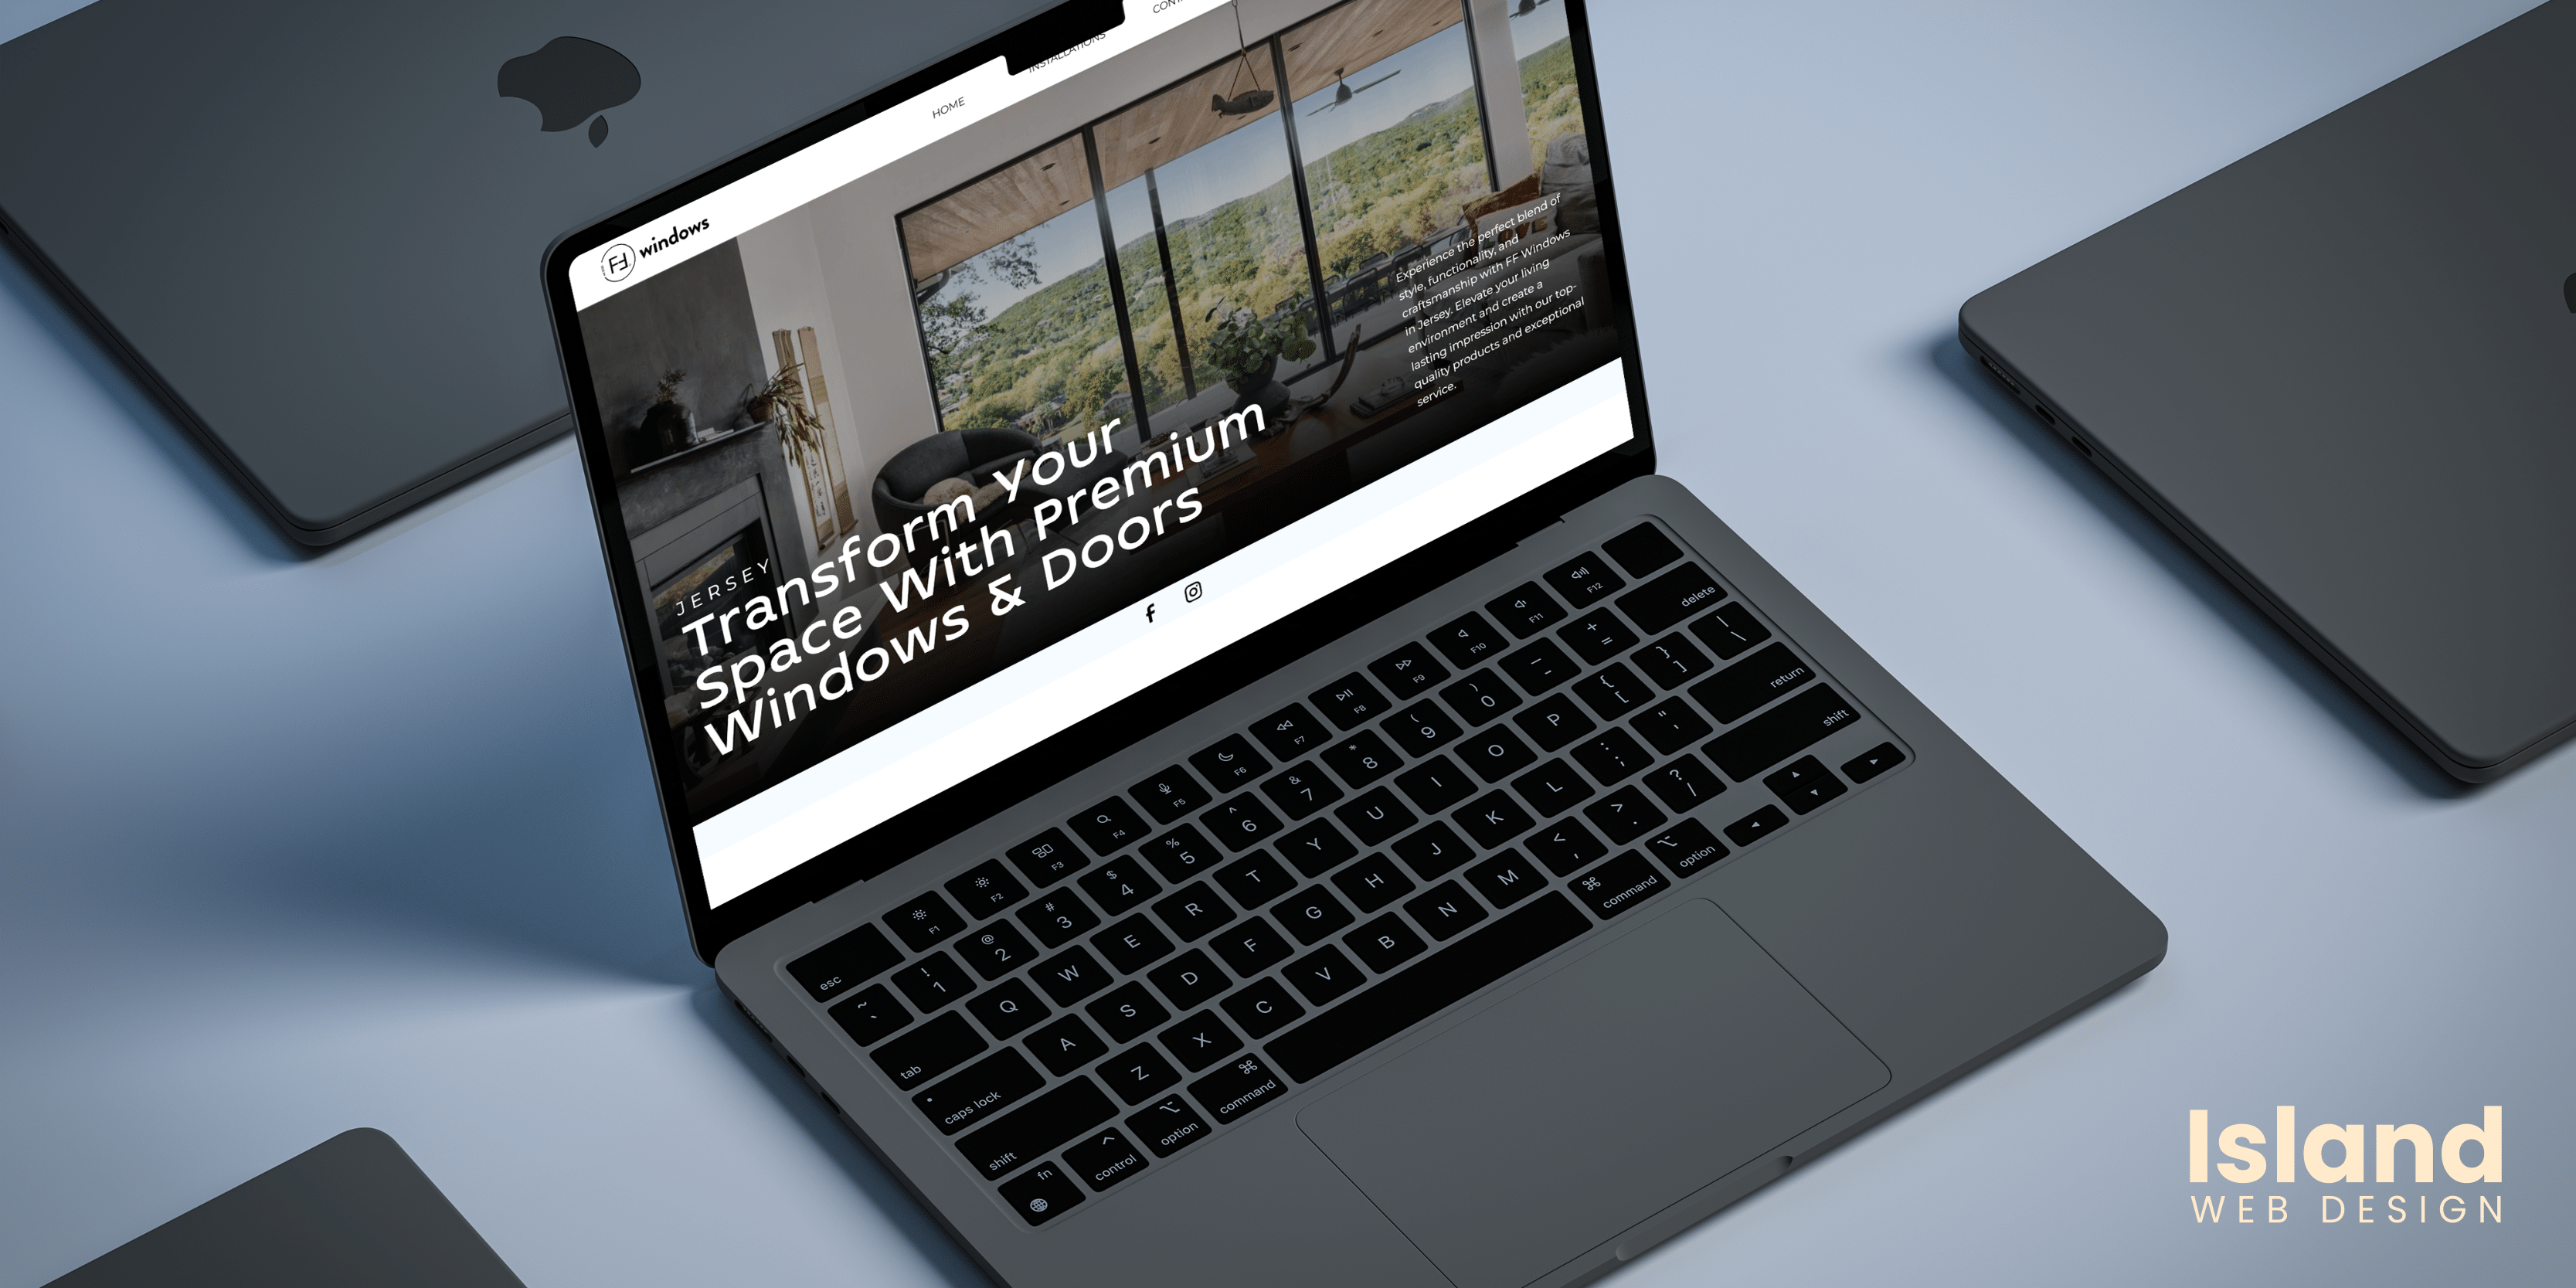 HOME
INSTALLATIONS
FF windows
Experience the perfect blend of
style, functionality, and
craftsmanship with FF Windows
in Jersey. Elevate your living
environment and create a
lasting impression with our top-
quality products and exceptional
service.
JERSEY
Transform your
Space With Premium
Windows & Doors
f
esc
F1
F2
F3
F4
F5
F6
F7
F8
F9
F10
F11
F12
~ ` ! 1 @ 2 # 3 $ 4 % 5 ^ 6 & 7 * 8 ( 9 ) 0 _ - + = delete
tab Q W E R T Y U I O P { [ } ] | \
caps lock A S D F G H J K L : ; " ' return
shift Z X C V B N M < , > . ? / shift
fn control option command command option
Island
WEB DESIGN